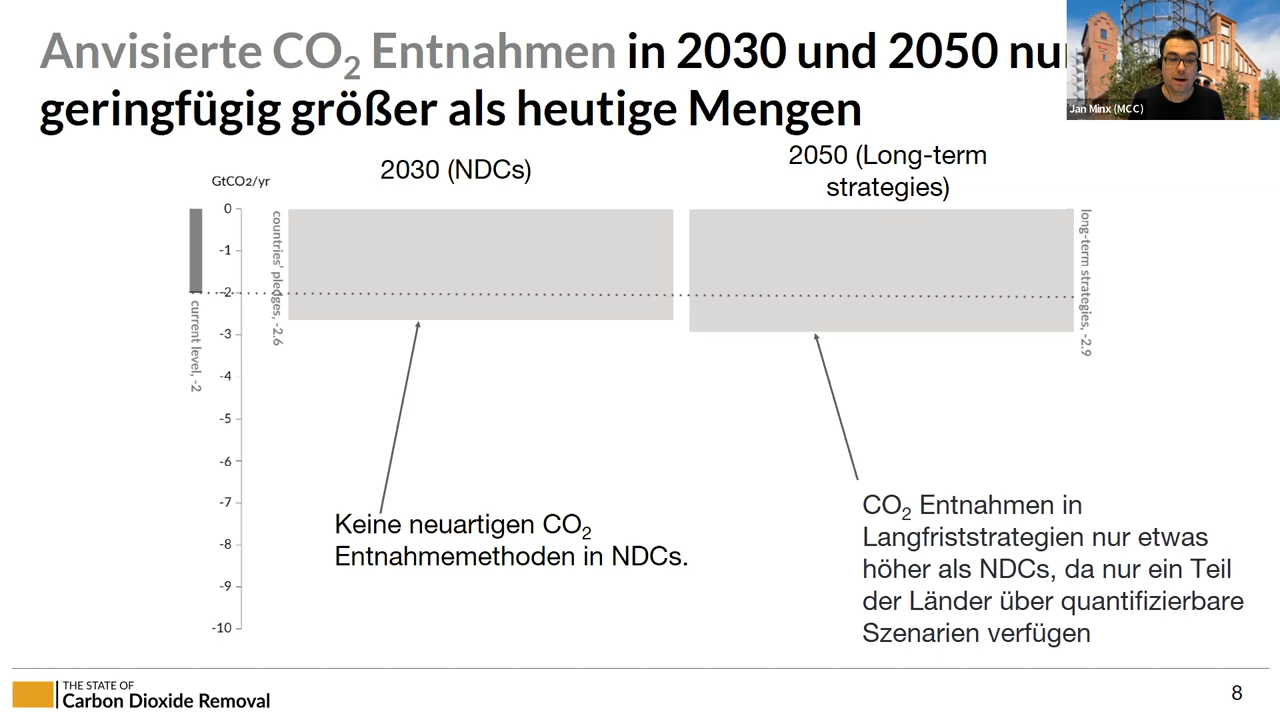 Anvisierte CO2 Entnahmen in 2030 und 2050
geringfügig größer als heutige Mengen
Jan Minx (MCC)
2030 (NDCs)
2050 (Long-term
strategies)
GtCO2/yr
0
-1
-2
-3
-4
-5
-6
-7
-8
-9
-10
current level, -2
countries' pledges, -2.6
long-term strategies, -2.9
Keine neuartigen CO2
Entnahmemethoden in NDCs.
CO2 Entnahmen in
Langfriststrategien nur etwas
höher als NDCs, da nur ein Teil
der Länder über quantifizierbare
Szenarien verfügen
THE STATE OF
Carbon Dioxide Removal
8